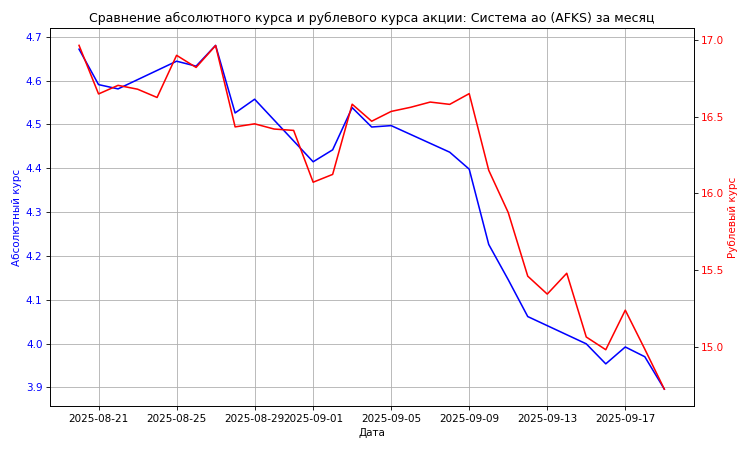 Сравнение абсолютного курса и рублевого курса акции: Система ао (AFKS) за месяц
4.7
4.6
4.5
4.4
4.3
4.2
4.1
4.0
3.9
Абсолютный курс
17.0
16.5
16.0
15.5
15.0
Рублевый курс
2025-08-21 2025-08-25 2025-08-29 2025-09-01 2025-09-05 2025-09-09 2025-09-13 2025-09-17
Дата